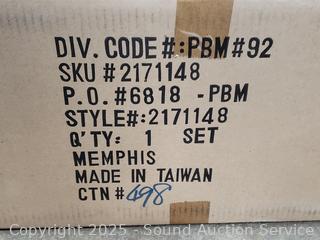 DIV. CODE#:PBM#92
SKU #2171148
P.O.#6818 -PBM
STYLE#:2171148
Q'TY: 1 SET
MEMPHIS
MADE IN TAIWAN
CTN# 698
Copyright © 2025 - Sound Auction Service